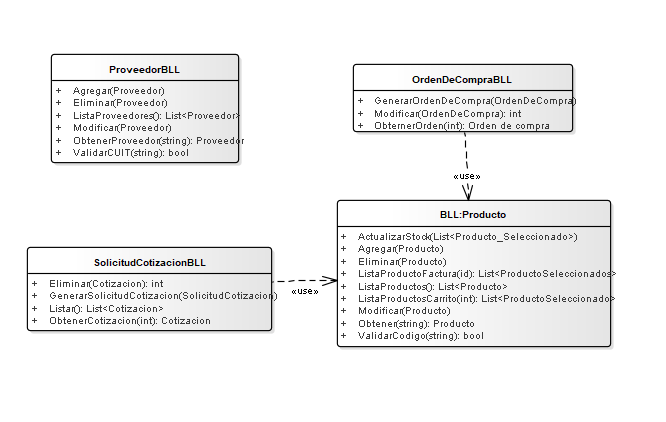 ProveedorBLL
+ Agregar(Proveedor)
+ Eliminar(Proveedor)
+ ListaProveedores(): List<Proveedor>
+ Modificar(Proveedor)
+ ObtenerProveedor(string): Proveedor
+ ValidarCUIT(string): bool
OrdenDeCompraBLL
+ GenerarOrdenDeCompra(OrdenDeCompra)
+ Modificar(OrdenDeCompra): int
+ ObternerOrden(int): Orden de compra
«use»
BLL:Producto
+ ActualizarStock(List<Producto_Seleccionado>)
+ Agregar(Producto)
+ Eliminar(Producto)
+ ListaProductoFactura(id): List<ProductoSeleccionados>
+ ListaProductos(): List<Producto>
+ ListaProductosCarrito(int): List<ProductoSeleccionado>
+ Modificar(Producto)
+ Obtener(string): Producto
+ ValidarCodigo(string): bool
SolicitudCotizacionBLL
+ Eliminar(Cotizacion): int
+ GenerarSolicitudCotizacion(SolicitudCotizacion)
+ Listar(): List<Cotizacion>
+ ObtenerCotizacion(int): Cotizacion
«use»